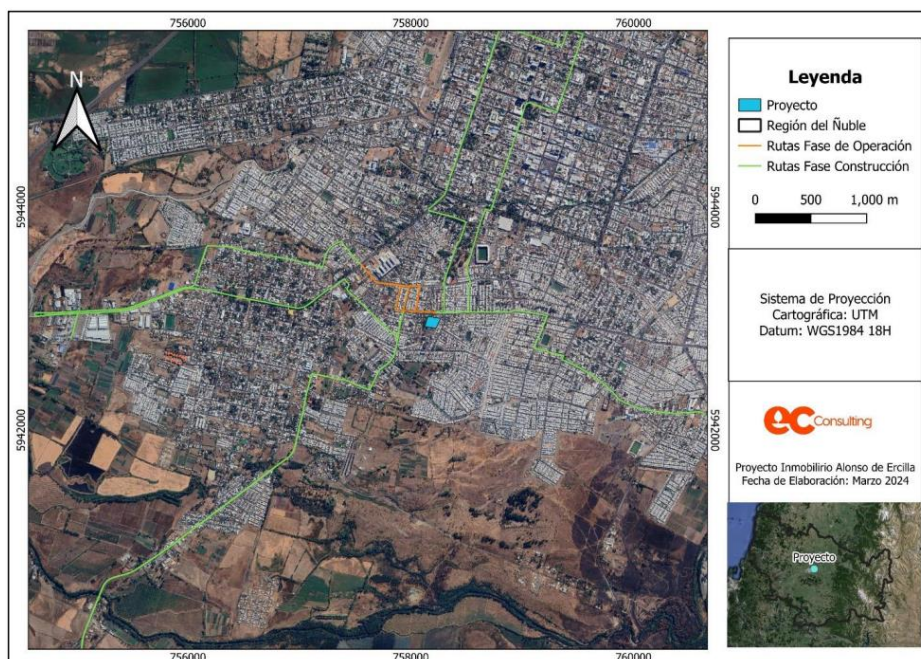 756000
758000
760000
N
5944000
5942000
5944000
5942000
756000
758000
760000
Leyenda
Proyecto
Región del Ñuble
Rutas Fase de Operación
Rutas Fase Construcción
0 500 1,000 m
Sistema de Proyección
Cartográfica: UTM
Datum: WGS1984 18H
ec Consulting
Proyecto Inmobilirio Alonso de Ercilla
Fecha de Elaboración: Marzo 2024
Proyecto